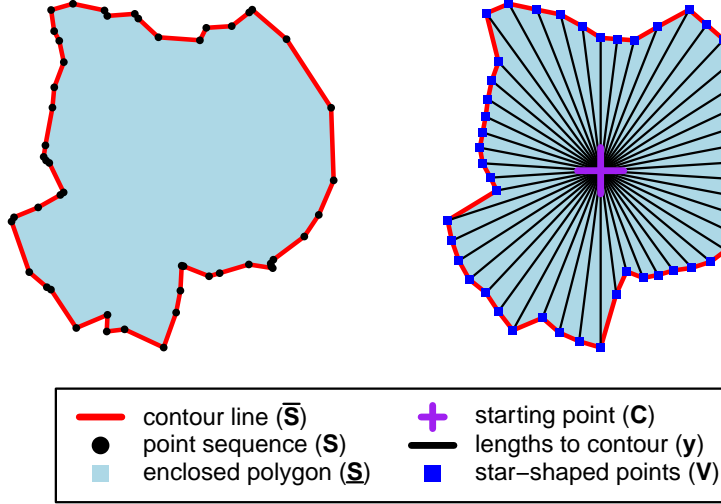 contour line (S̅)
point sequence (S)
enclosed polygon (S̲)
starting point (C)
lengths to contour (y)
star−shaped points (V)